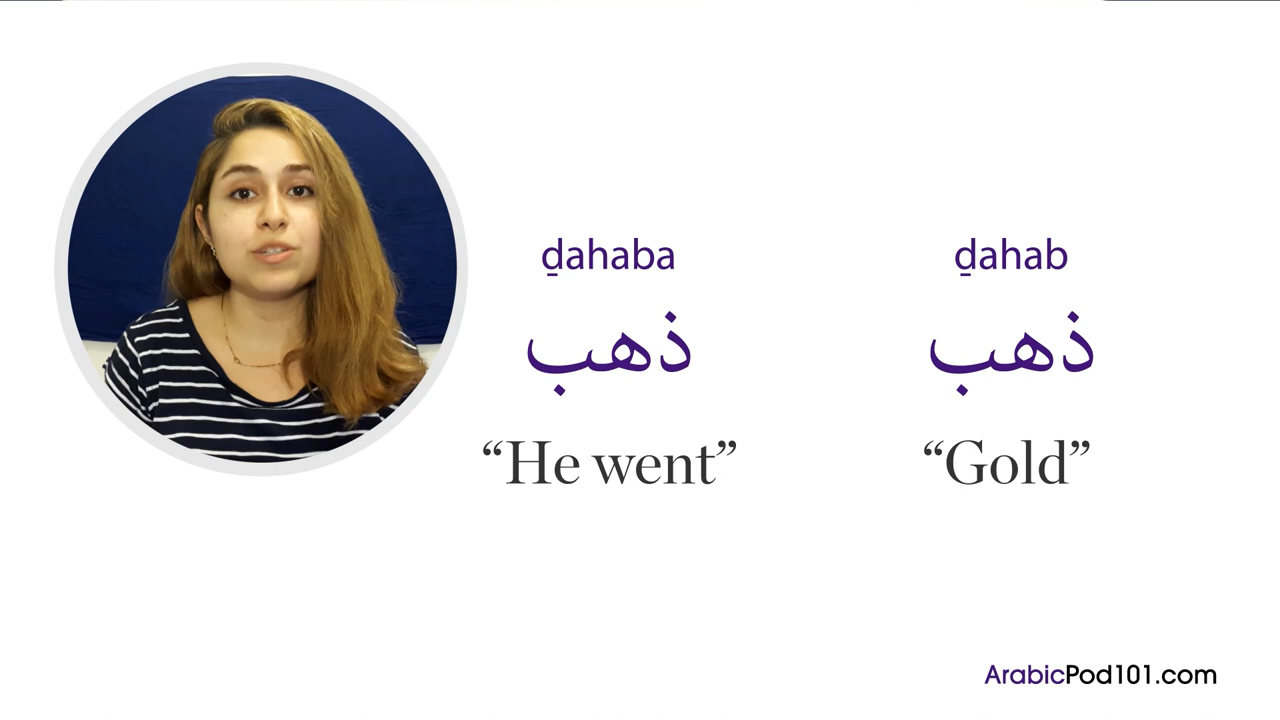 ḏahaba
ذهب
“He went”
ḏahab
ذهب
“Gold”
ArabicPod101.com